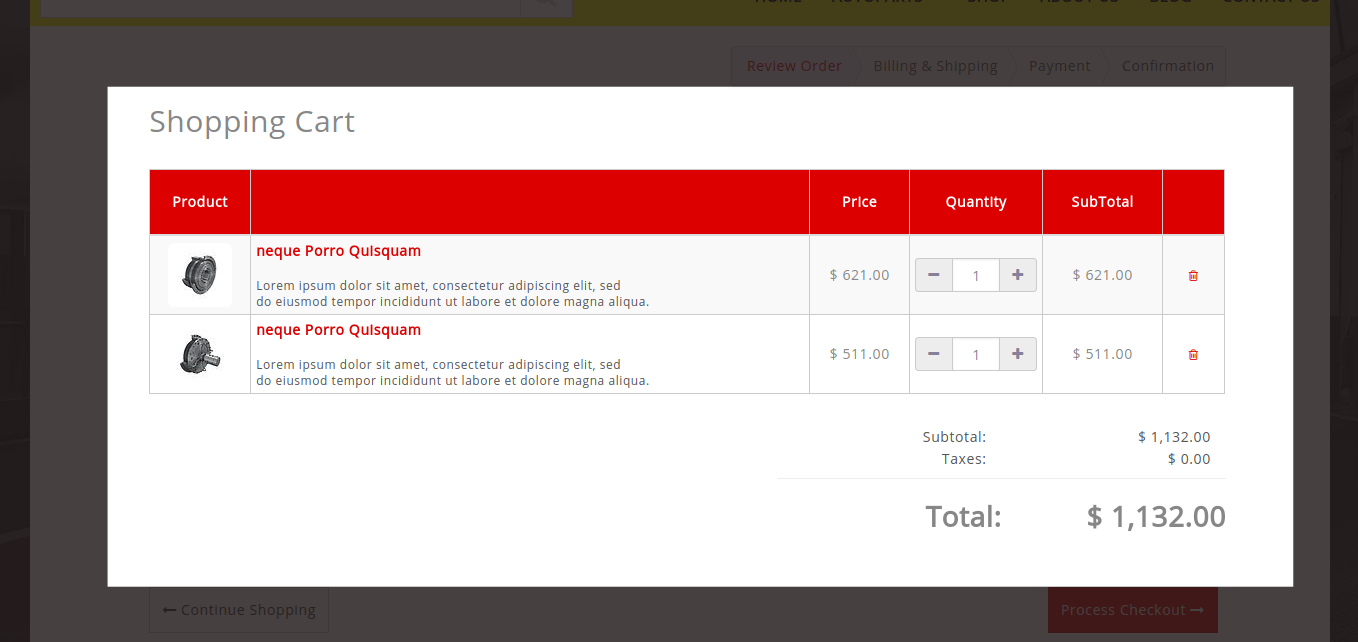 Review Order
Billing & Shipping
Payment
Confirmation
Shopping Cart
Product
Price
Quantity
SubTotal
neque Porro Quisquam
Lorem ipsum dolor sit amet, consectetur adipiscing elit, sed
do eiusmod tempor incididunt ut labore et dolore magna aliqua.
$ 621.00
1
$ 621.00
neque Porro Quisquam
Lorem ipsum dolor sit amet, consectetur adipiscing elit, sed
do eiusmod tempor incididunt ut labore et dolore magna aliqua.
$ 511.00
1
$ 511.00
Subtotal: $ 1,132.00
Taxes: $ 0.00
Total: $ 1,132.00
Continue Shopping
Process Checkout